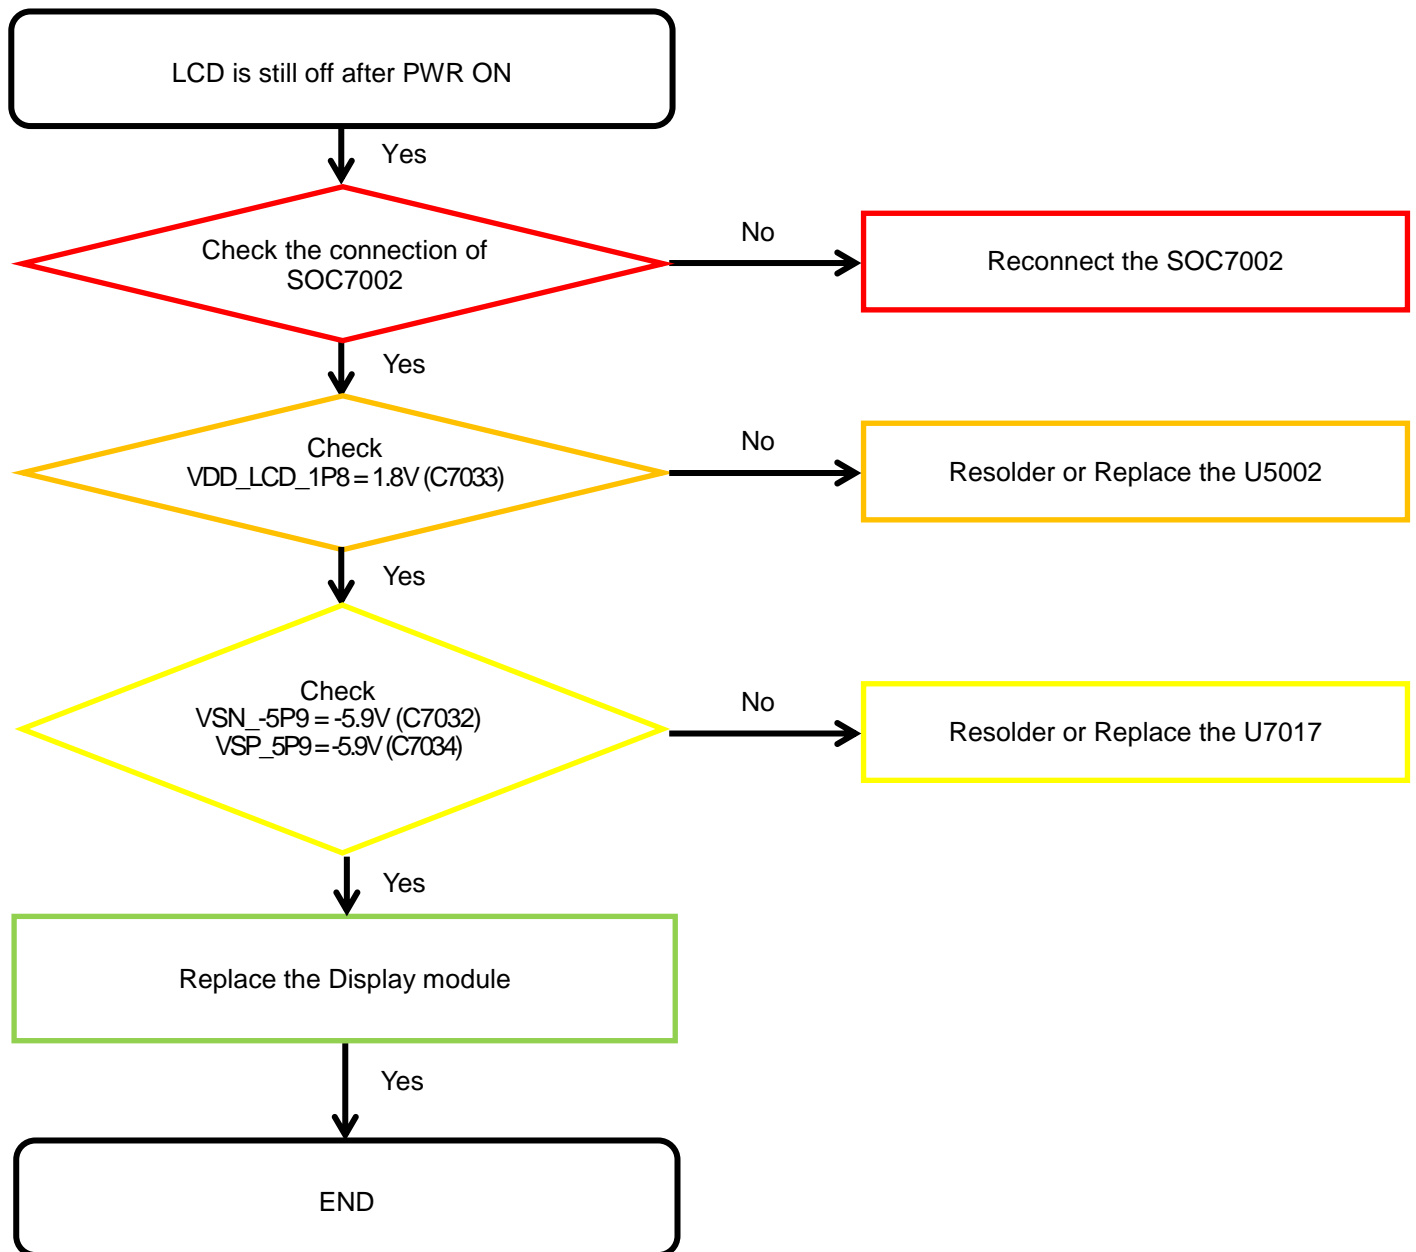 LCD is still off after PWR ON
Yes
Check the connection of
SOC7002
No
Reconnect the SOC7002
Yes
Check
VDD_LCD_1P8 = 1.8V (C7033)
No
Resolder or Replace the U5002
Yes
Check
VSN_-5P9 = -5.9V (C7032)
VSP_5P9 = -5.9V (C7034)
No
Resolder or Replace the U7017
Yes
Replace the Display module
Yes
END